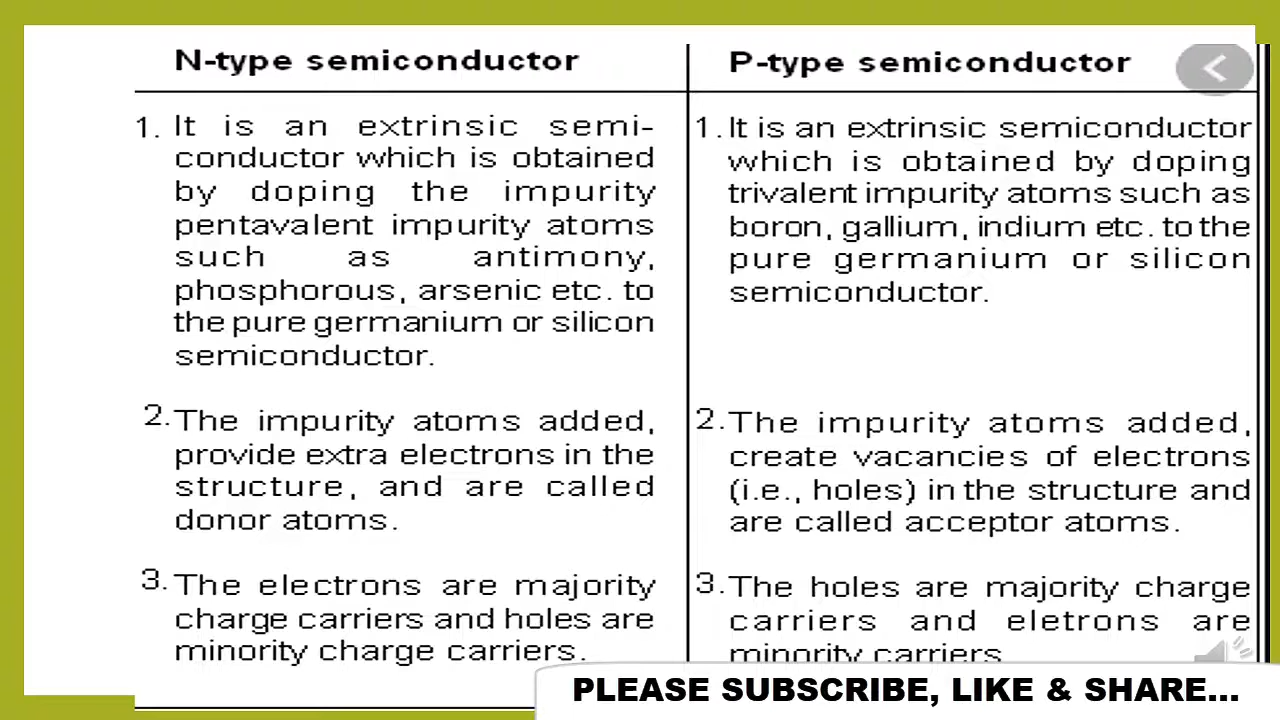 N-type semiconductor
1. It is an extrinsic semi-
conductor which is obtained
by doping the impurity
pentavalent impurity atoms
such as antimony,
phosphorous, arsenic etc. to
the pure germanium or silicon
semiconductor.
2. The impurity atoms added,
provide extra electrons in the
structure, and are called
donor atoms.
3. The electrons are majority
charge carriers and holes are
minority charge carriers.
P-type semiconductor
1. It is an extrinsic semiconductor
which is obtained by doping
trivalent impurity atoms such as
boron, gallium, indium etc. to the
pure germanium or silicon
semiconductor.
2. The impurity atoms added,
create vacancies of electrons
(i.e., holes) in the structure and
are called acceptor atoms.
3. The holes are majority charge
carriers and eletrons are
minority carriers.
PLEASE SUBSCRIBE, LIKE & SHARE...